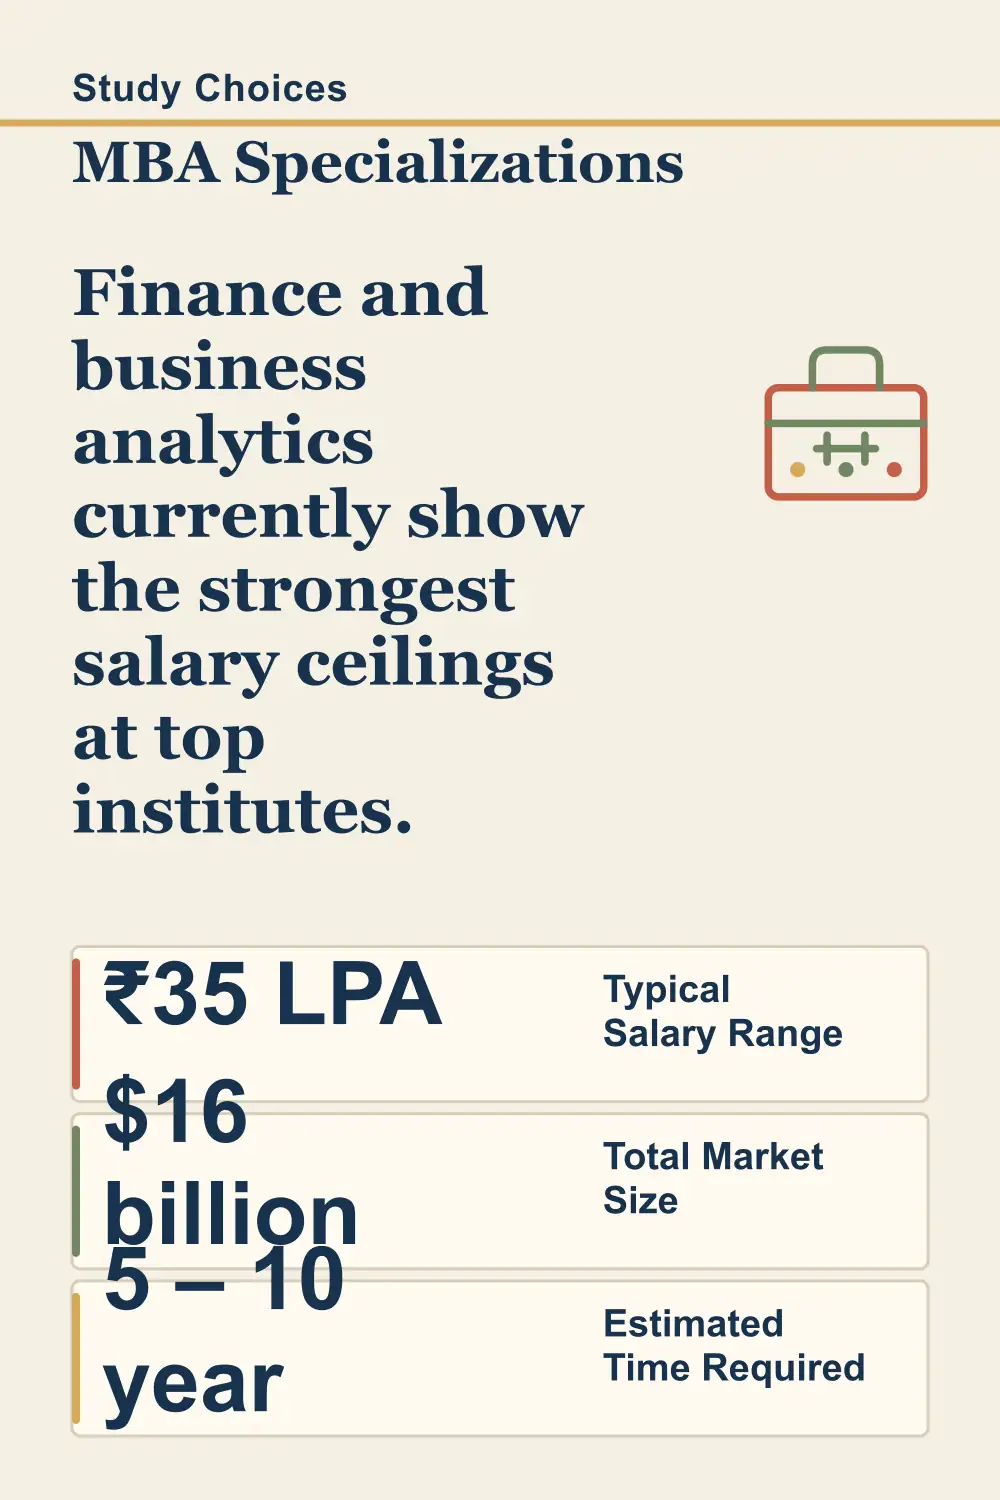 Study Choices
MBA Specializations
Finance and
business
analytics
currently show
the strongest
salary ceilings
at top
institutes.
₹35 LPA
Typical
Salary Range
$16
billion
Total Market
Size
5 – 10
year
Estimated
Time Required